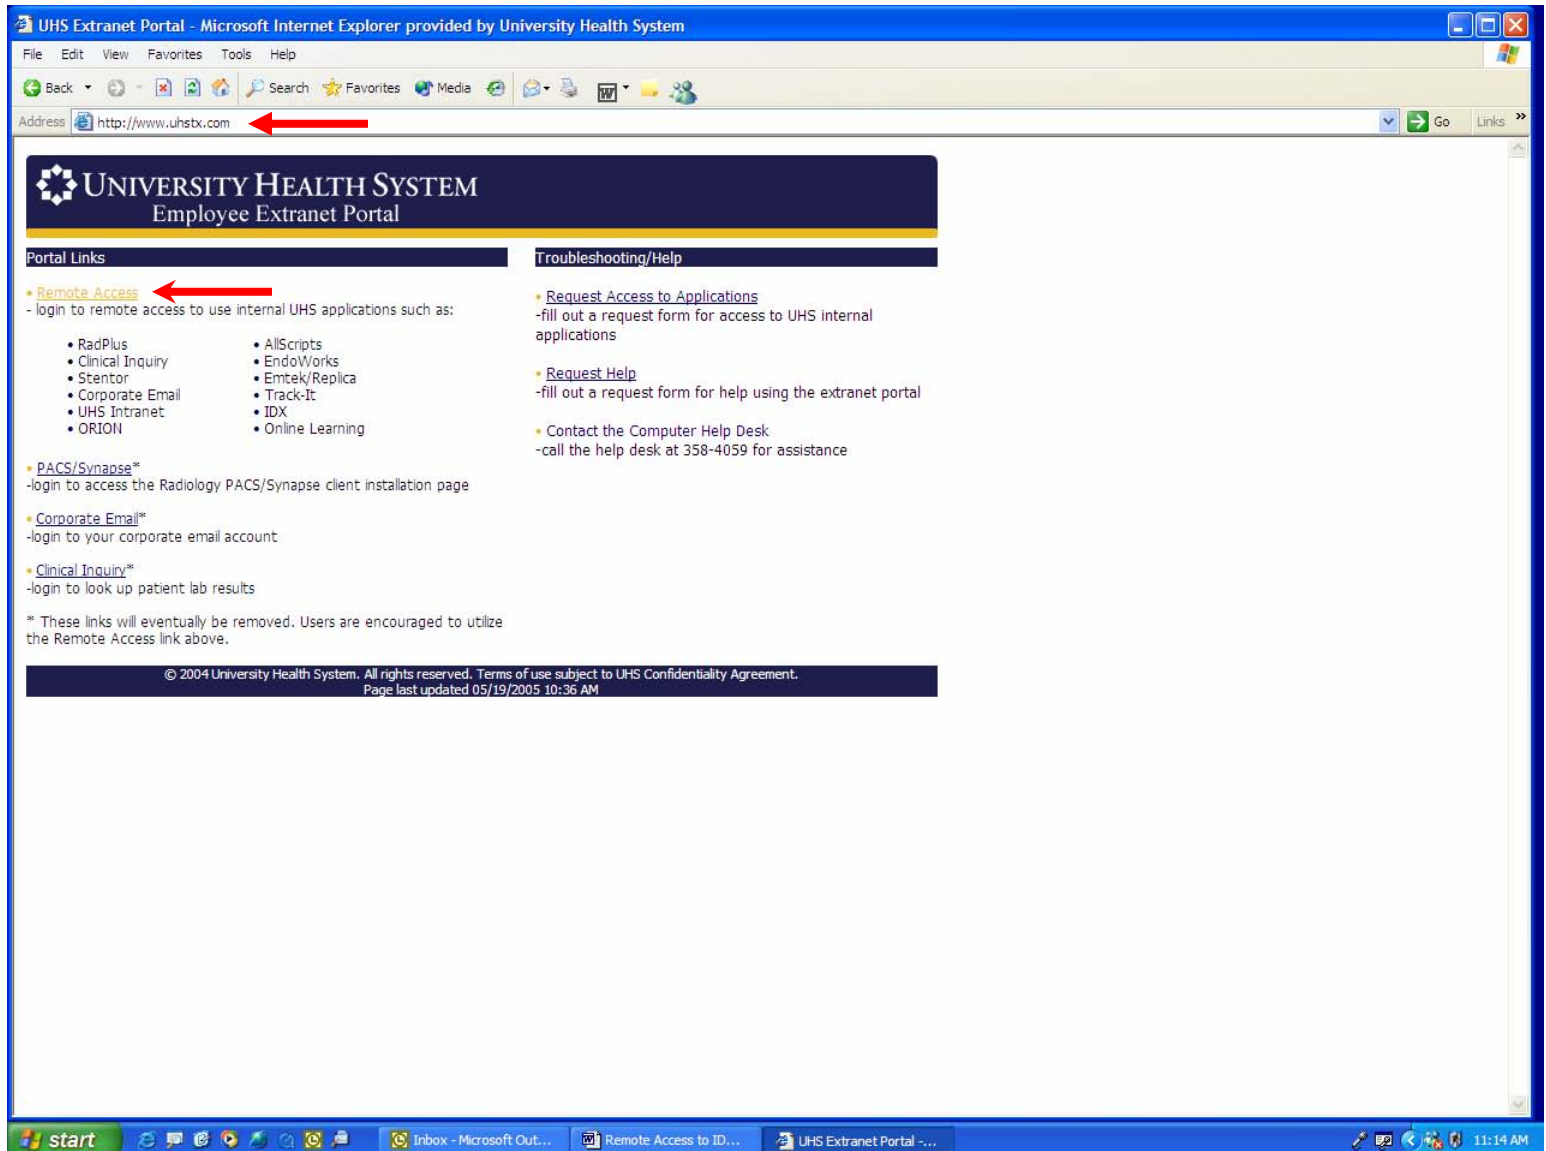 UHS Extranet Portal - Microsoft Internet Explorer provided by University Health System
File Edit View Favorites Tools Help
Back Search Favorites Media
Address http://www.uhstx.com Go Links »
UNIVERSITY HEALTH SYSTEM
Employee Extranet Portal
Portal Links
• Remote Access
- login to remote access to use internal UHS applications such as:
• RadPlus • AllScripts
• Clinical Inquiry • EndoWorks
• Stentor • Emtek/Replica
• Corporate Email • Track-It
• UHS Intranet • IDX
• ORION • Online Learning
• PACS/Synapse*
-login to access the Radiology PACS/Synapse client installation page
• Corporate Email*
-login to your corporate email account
• Clinical Inquiry*
-login to look up patient lab results
* These links will eventually be removed. Users are encouraged to utilize
the Remote Access link above.
Troubleshooting/Help
• Request Access to Applications
-fill out a request form for access to UHS internal
applications
• Request Help
-fill out a request form for help using the extranet portal
• Contact the Computer Help Desk
-call the help desk at 358-4059 for assistance
© 2004 University Health System. All rights reserved. Terms of use subject to UHS Confidentiality Agreement.
Page last updated 05/19/2005 10:36 AM
start Inbox - Microsoft Out... Remote Access to ID... UHS Extranet Portal -... 11:14 AM